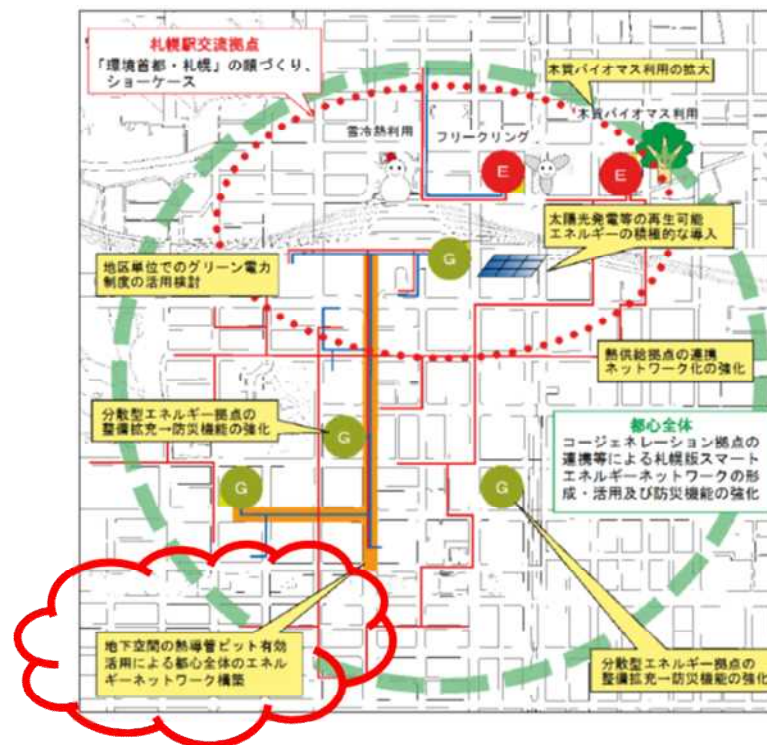 札幌駅交流拠点
「環境首都・札幌」の顔づくり、
ショーケース
木質バイオマス利用の拡大
木質バイオマス利用
雪冷熱利用
フリークーリング
E
E
太陽光発電等の再生可能
エネルギーの積極的な導入
G
地区単位でのグリーン電力
制度の活用検討
熱供給拠点の連携
ネットワーク化の強化
分散型エネルギー拠点の
整備拡充→防災機能の強化
G
都心全体
コージェネレーション拠点の
連携等による札幌版スマート
エネルギーネットワークの形
成・活用及び防災機能の強化
G
G
地下空間の熱導管ピット有効
活用による都心全体のエネル
ギーネットワーク構築
分散型エネルギー拠点の
整備拡充→防災機能の強化